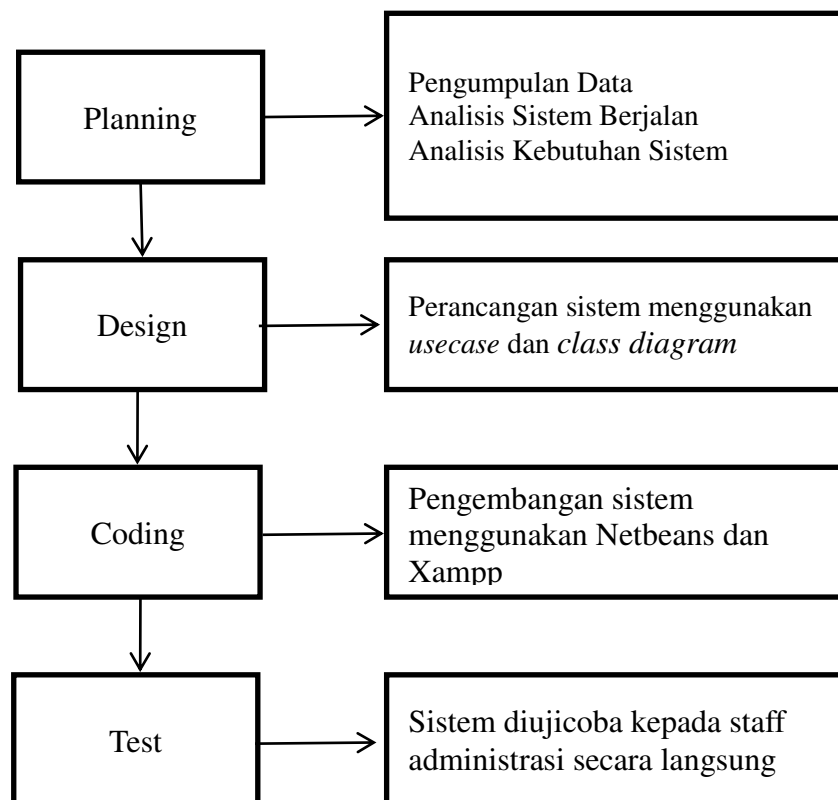 Planning
Pengumpulan Data
Analisis Sistem Berjalan
Analisis Kebutuhan Sistem
Design
Perancangan sistem menggunakan
usecase dan class diagram
Coding
Pengembangan sistem
menggunakan Netbeans dan
Xampp
Test
Sistem diujicoba kepada staff
administrasi secara langsung